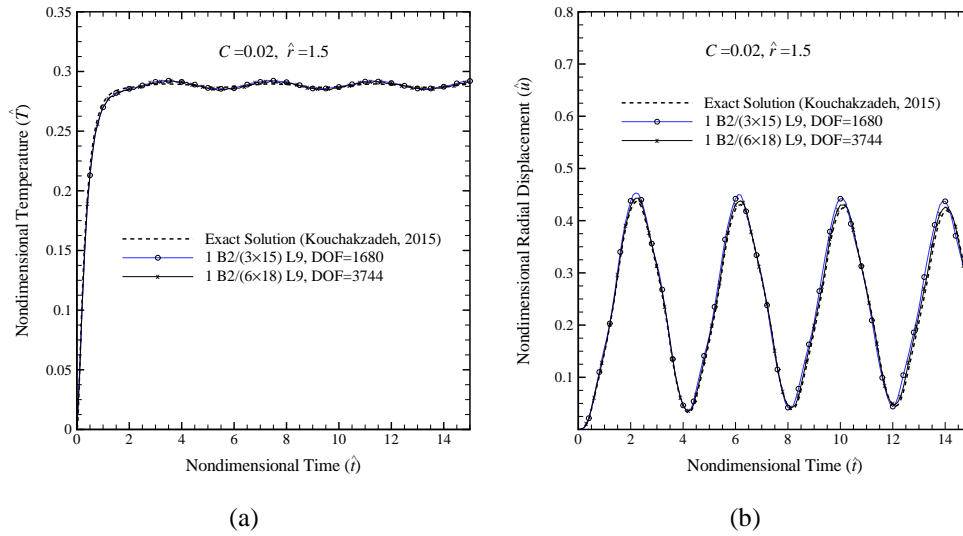 C =0.02, r̂ =1.5
Nondimensional Temperature (T̂)
0.35
0.3
0.25
0.2
0.15
0.1
0.05
0
Exact Solution (Kouchakzadeh, 2015)
1 B2/(3×15) L9, DOF=1680
1 B2/(6×18) L9, DOF=3744
0 2 4 6 8 10 12 14
Nondimensional Time (t̂)
(a)
C =0.02, r̂ =1.5
Nondimensional Radial Displacement (û)
0.8
0.7
0.6
0.5
0.4
0.3
0.2
0.1
0.0
Exact Solution (Kouchakzadeh, 2015)
1 B2/(3×15) L9, DOF=1680
1 B2/(6×18) L9, DOF=3744
0 2 4 6 8 10 12 14
Nondimensional Time (t̂)
(b)